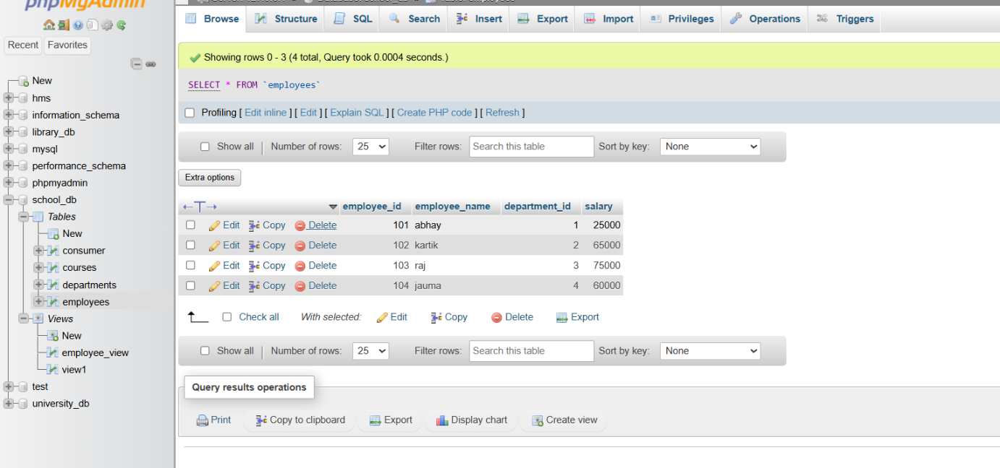 phpMyAdmin
Recent Favorites
New
hms
information_schema
library_db
mysql
performance_schema
phpmyadmin
school_db
Tables
New
consumer
courses
departments
employees
Views
New
employee_view
view1
test
university_db
Browse Structure SQL Search Insert Export Import Privileges Operations Triggers
Showing rows 0 - 3 (4 total, Query took 0.0004 seconds.)
SELECT * FROM `employees`
Profiling [ Edit inline ] [ Edit ] [ Explain SQL ] [ Create PHP code ] [ Refresh ]
Show all | Number of rows: 25 Filter rows: Search this table Sort by key: None
Extra options
employee_id employee_name department_id salary
Edit Copy Delete 101 abhay 1 25000
Edit Copy Delete 102 kartik 2 65000
Edit Copy Delete 103 raj 3 75000
Edit Copy Delete 104 jauma 4 60000
Check all With selected: Edit Copy Delete Export
Show all | Number of rows: 25 Filter rows: Search this table Sort by key: None
Query results operations
Print Copy to clipboard Export Display chart Create view